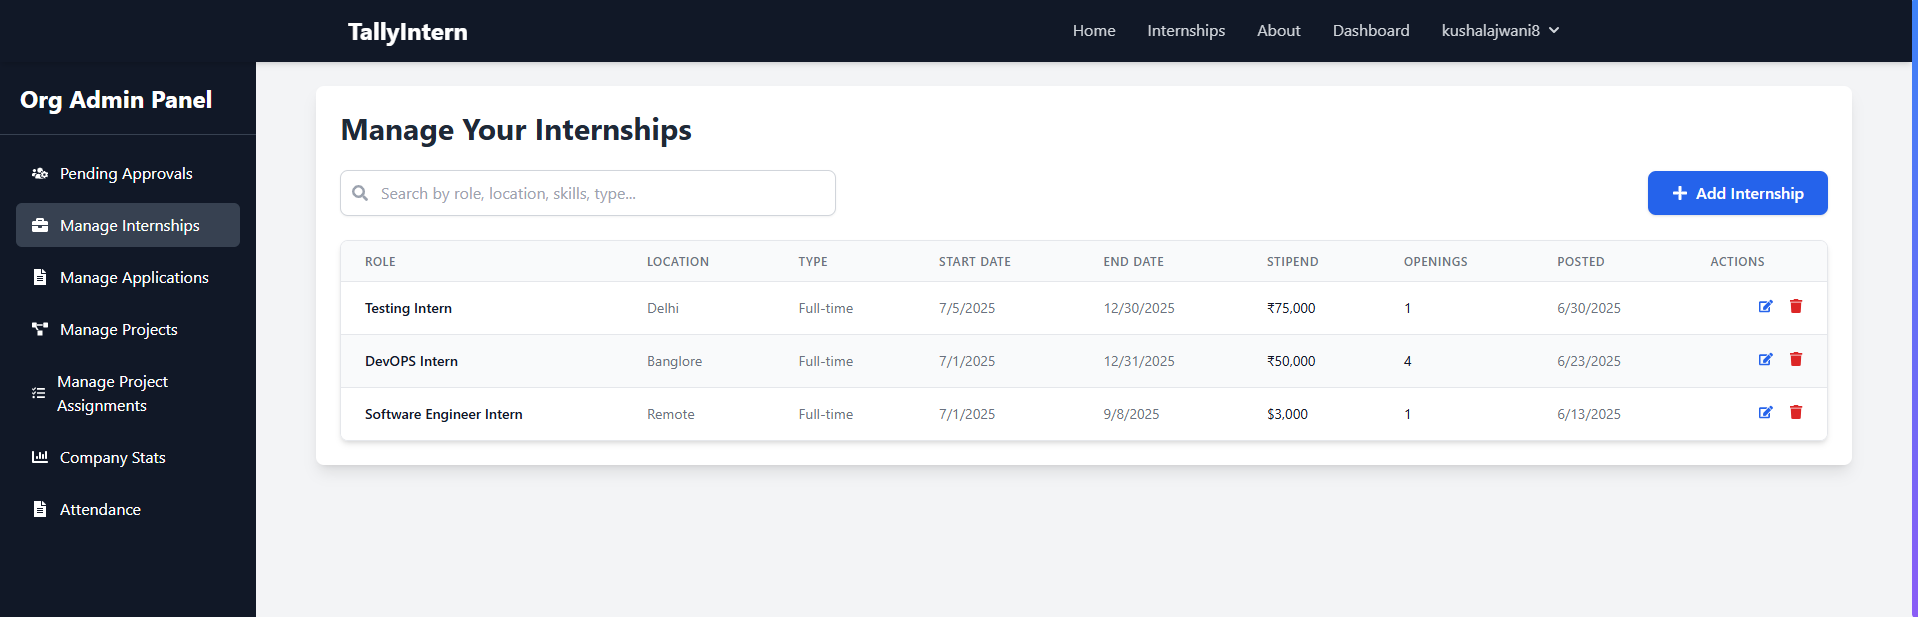 TallyIntern
Home Internships About Dashboard kushalajwani8
Org Admin Panel
Pending Approvals
Manage Internships
Manage Applications
Manage Projects
Manage Project
Assignments
Company Stats
Attendance
Manage Your Internships
Search by role, location, skills, type...
Add Internship
ROLE LOCATION TYPE START DATE END DATE STIPEND OPENINGS POSTED ACTIONS
Testing Intern Delhi Full-time 7/5/2025 12/30/2025 ₹75,000 1 6/30/2025
DevOPS Intern Banglore Full-time 7/1/2025 12/31/2025 ₹50,000 4 6/23/2025
Software Engineer Intern Remote Full-time 7/1/2025 9/8/2025 $3,000 1 6/13/2025